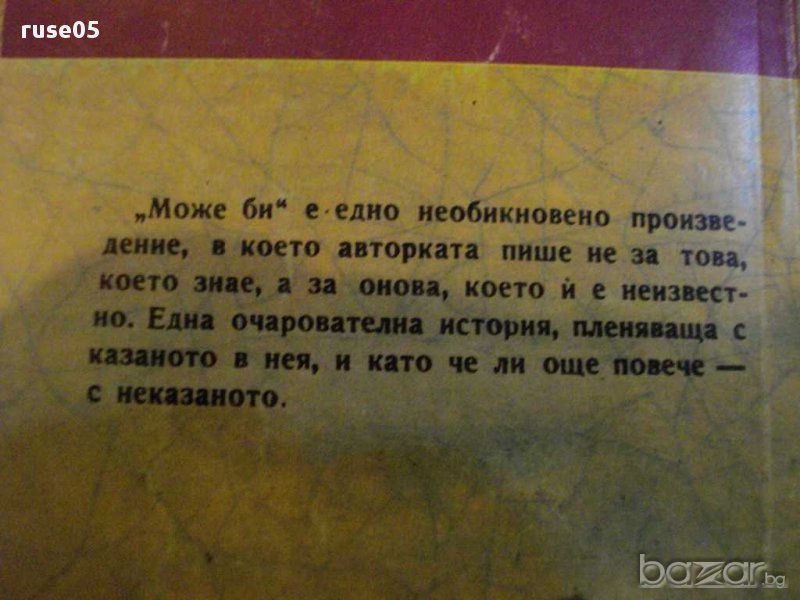 ruse05
„Може би“ е едно необикновено произве-
дение, в което авторката пише не за това,
което знае, а за онова, което ѝ е неизвест-
но. Една очарователна история, пленяваща с
казаното в нея, и като че ли още повече —
с неказаното.
bazar.bg